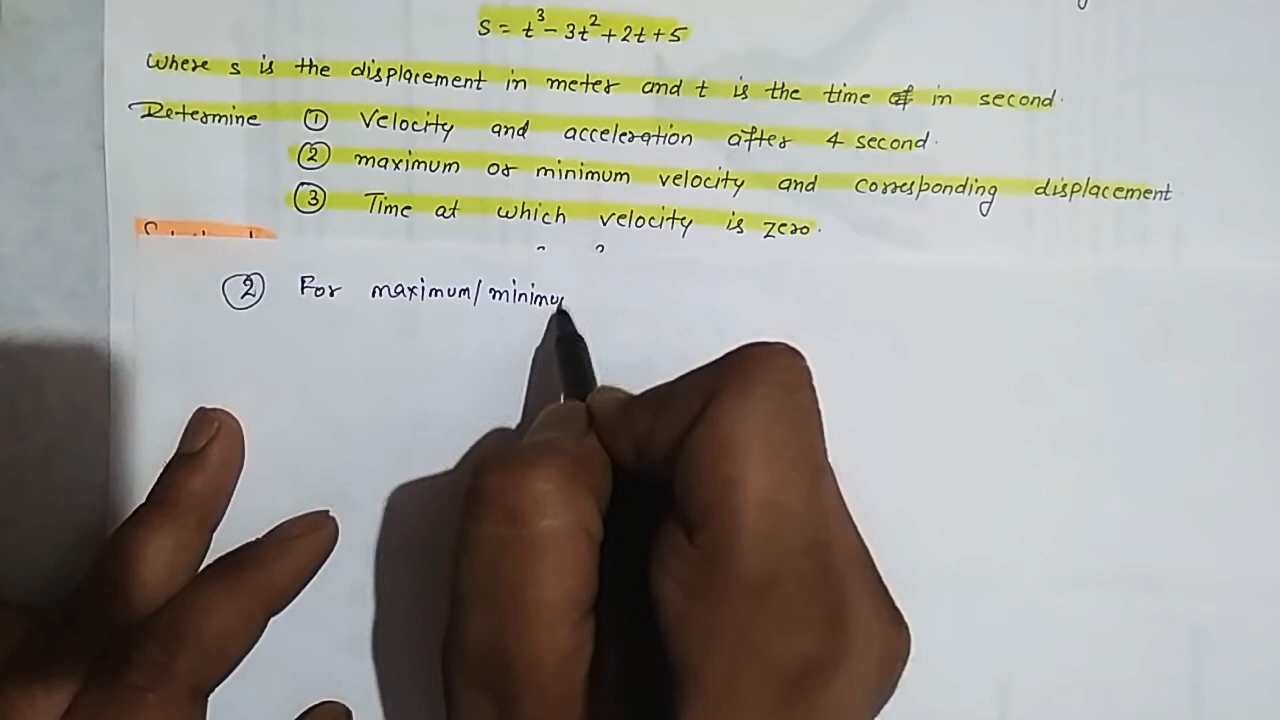 S = t³ - 3t² + 2t + 5
where s is the displacement in meter and t is the time in second.
Determine ① Velocity and acceleration after 4 second.
② maximum or minimum velocity and corresponding displacement
③ Time at which velocity is zero.
② For maximum/minimu